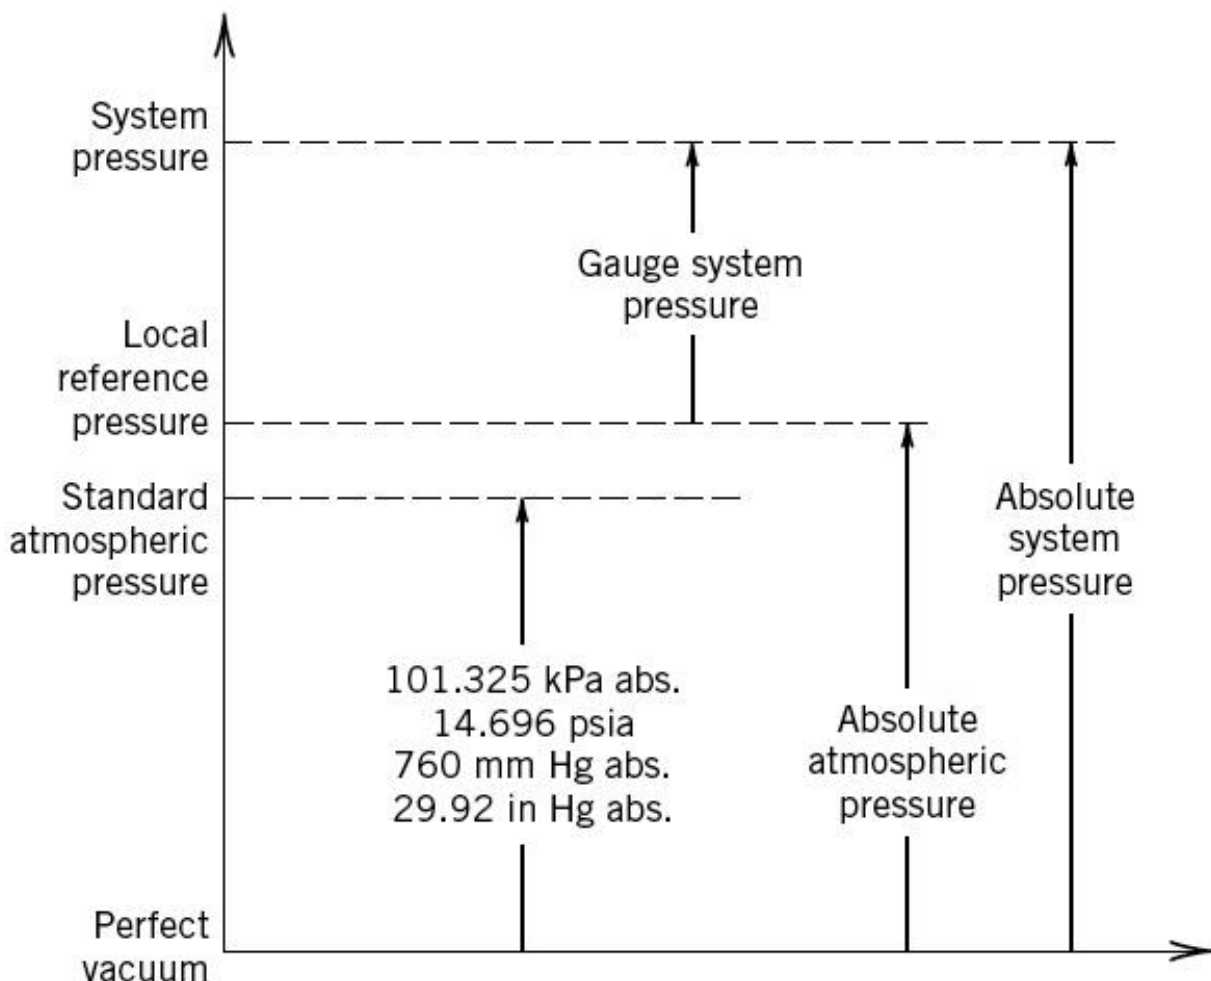 System
pressure
Gauge system
pressure
Local
reference
pressure
Standard
atmospheric
pressure
Absolute
system
pressure
101.325 kPa abs.
14.696 psia
760 mm Hg abs.
29.92 in Hg abs.
Absolute
atmospheric
pressure
Perfect
vacuum